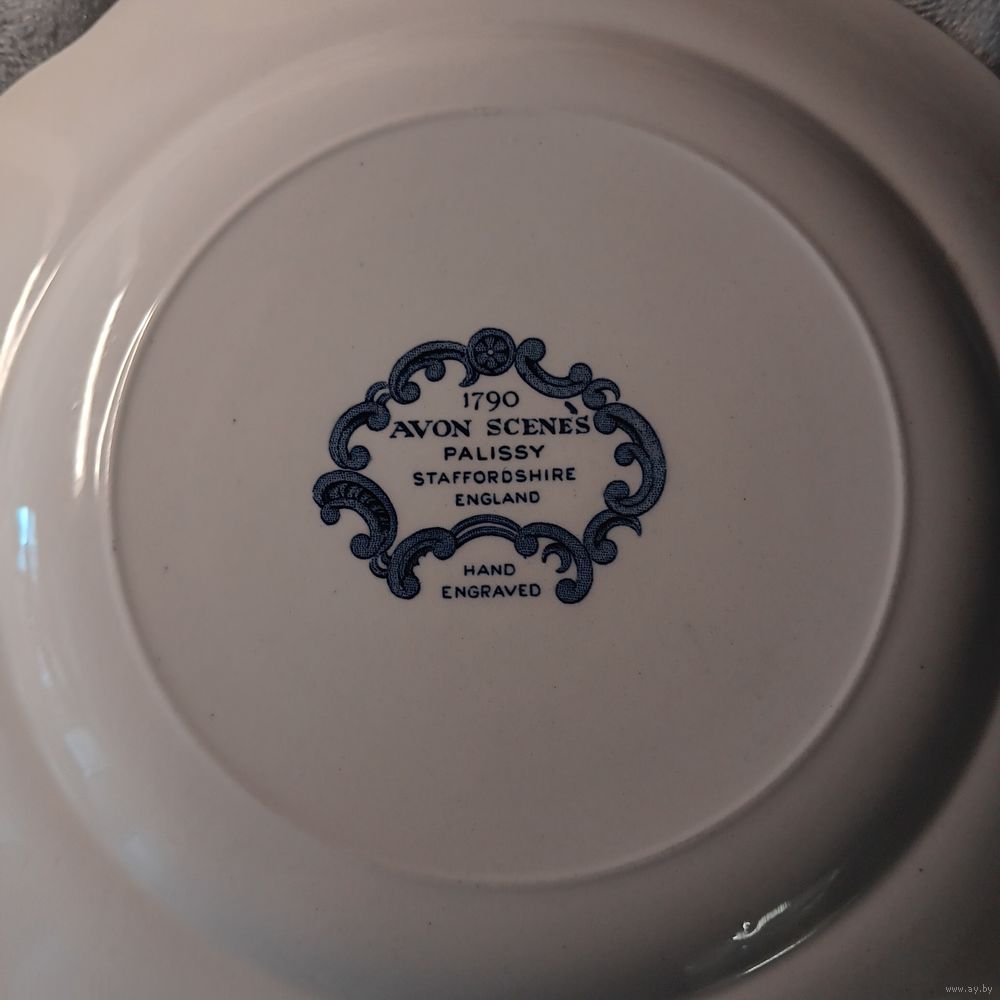 1790
AVON SCENES
PALISSY
STAFFORDSHIRE
ENGLAND
HAND
ENGRAVED
www.ay.by